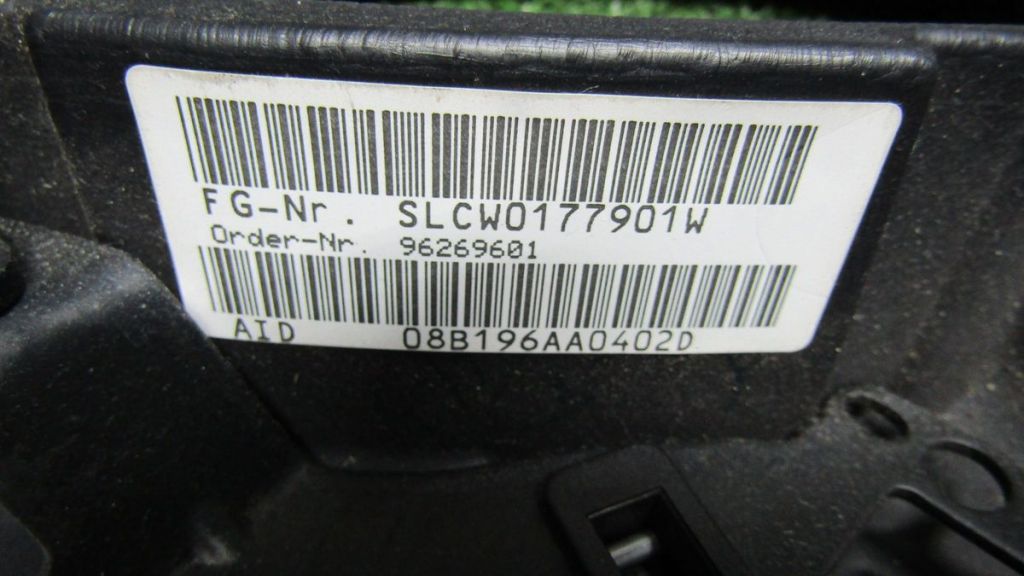 FG-Nr. SLCW0177901W
Order-Nr. 96269601
AID 08B196AA0402D